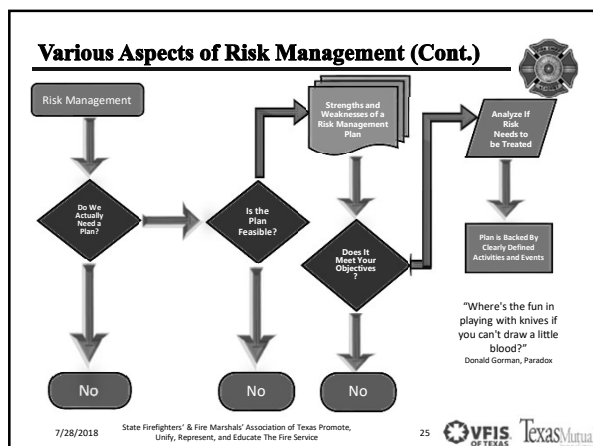 Various Aspects of Risk Management (Cont.)
Risk Management
Do We
Actually
Need a
Plan?
Is the
Plan
Feasible?
Strengths and
Weaknesses of a
Risk Management
Plan
Does It
Meet Your
Objectives
?
Analyze If
Risk
Needs to
be Treated
Plan is Backed By
Clearly Defined
Activities and Events
“Where's the fun in
playing with knives if
you can't draw a little
blood?”
Donald Gorman, Paradox
No
No
No
7/28/2018
State Firefighters’ & Fire Marshals’ Association of Texas Promote,
Unify, Represent, and Educate The Fire Service
25
VFIS
OF TEXAS
TexasMutual